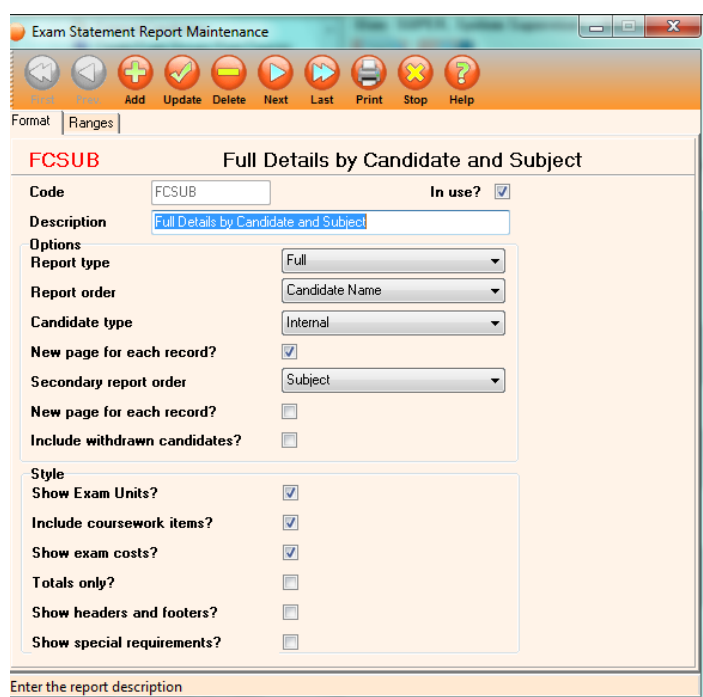 Exam Statement Report Maintenance
First Prev. Add Update Delete Next Last Print Stop Help
Format Ranges
FCSUB Full Details by Candidate and Subject
Code FCSUB In use?
Description Full Details by Candidate and Subject
Options
Report type Full
Report order Candidate Name
Candidate type Internal
New page for each record?
Secondary report order Subject
New page for each record?
Include withdrawn candidates?
Style
Show Exam Units?
Include coursework items?
Show exam costs?
Totals only?
Show headers and footers?
Show special requirements?
Enter the report description